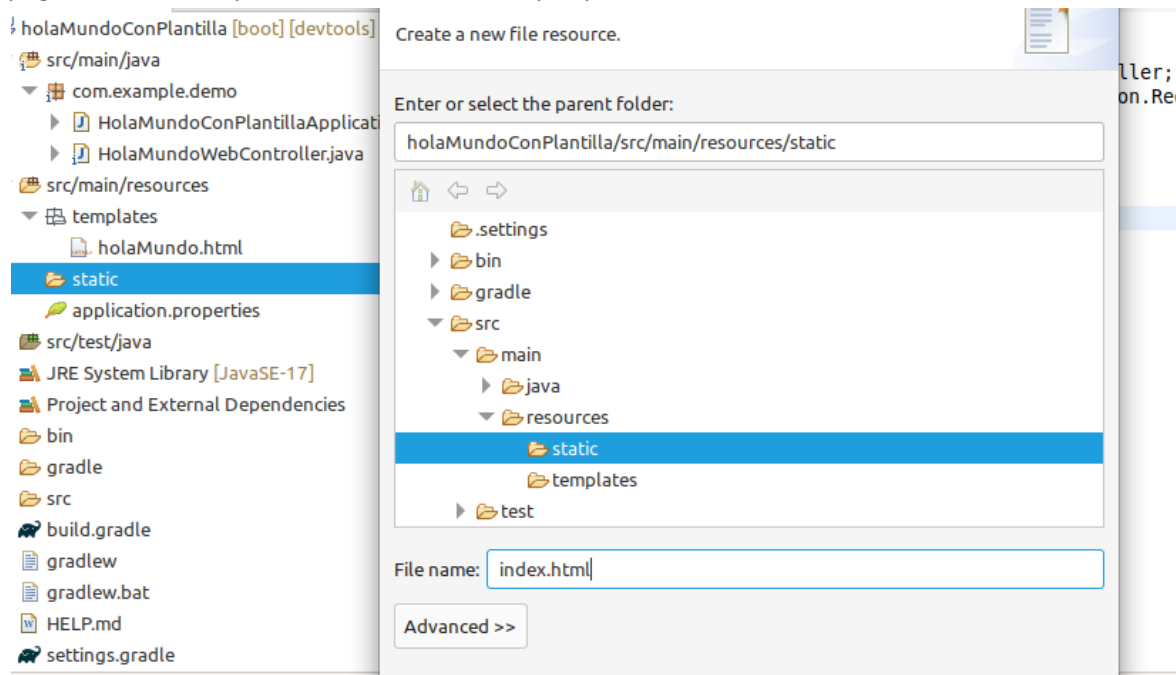 holaMundoConPlantilla [boot] [devtools]
src/main/java
com.example.demo
HolaMundoConPlantillaApplicati
HolaMundoWebController.java
src/main/resources
templates
holaMundo.html
static
application.properties
src/test/java
JRE System Library [JavaSE-17]
Project and External Dependencies
bin
gradle
src
build.gradle
gradlew
gradlew.bat
HELP.md
settings.gradle
Create a new file resource.
Enter or select the parent folder:
holaMundoConPlantilla/src/main/resources/static
.settings
bin
gradle
src
main
java
resources
static
templates
test
File name: index.html
Advanced >>
ller;
on.Re